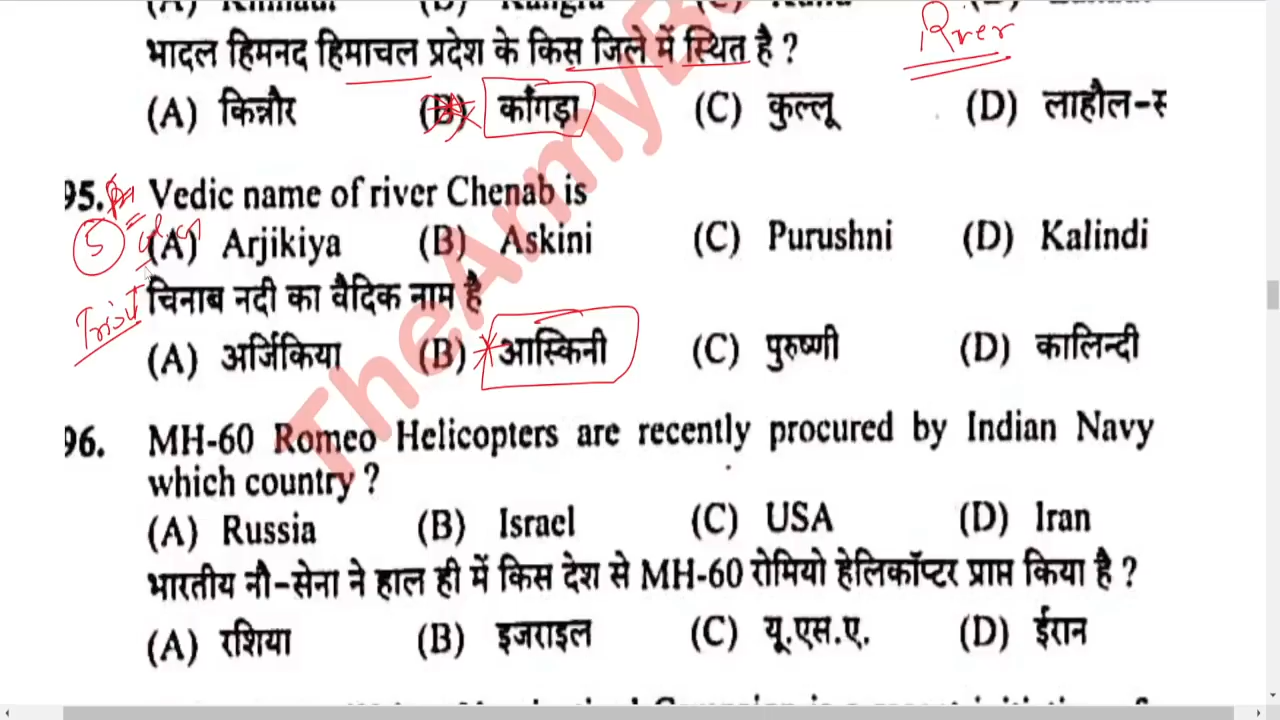 भादल हिमनद हिमाचल प्रदेश के किस जिले में स्थित है ?
River
(A) किन्नौर (B) काँगड़ा (C) कुल्लू (D) लाहौल-स
95. Vedic name of river Chenab is
5 (A) Arjikiya (B) Askini (C) Purushni (D) Kalindi
चिनाब नदी का वैदिक नाम है
(A) अर्जिकिया (B) आस्किनी (C) पुरुष्णी (D) कालिन्दी
96. MH-60 Romeo Helicopters are recently procured by Indian Navy
which country ?
(A) Russia (B) Israel (C) USA (D) Iran
भारतीय नौ-सेना ने हाल ही में किस देश से MH-60 रोमियो हेलिकॉप्टर प्राप्त किया है ?
(A) रशिया (B) इजराइल (C) यू.एस.ए. (D) ईरान